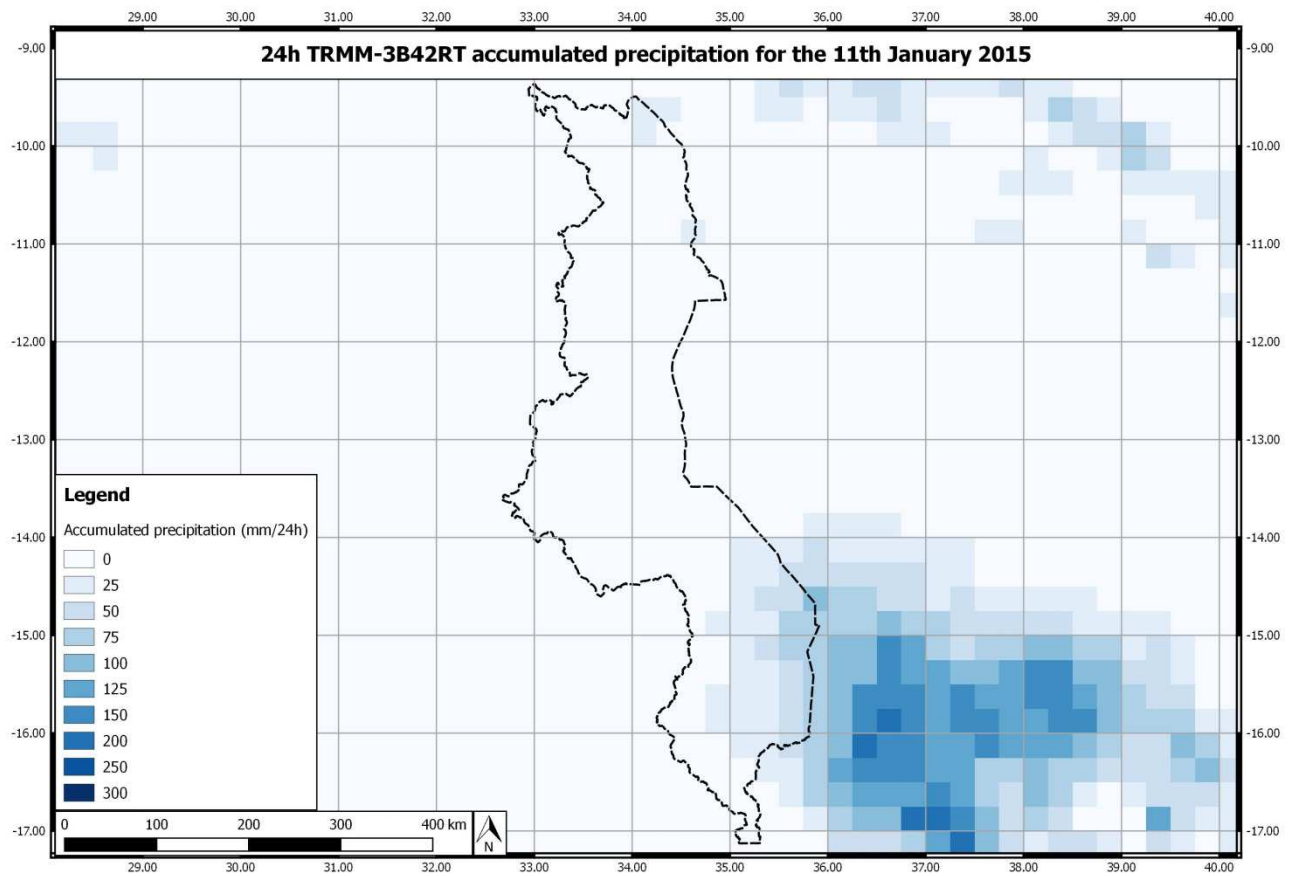 29.00 30.00 31.00 32.00 33.00 34.00 35.00 36.00 37.00 38.00 39.00 40.00
-9.00 -9.00
24h TRMM-3B42RT accumulated precipitation for the 11th January 2015
-10.00 -10.00
-11.00 -11.00
-12.00 -12.00
-13.00 -13.00
Legend
Accumulated precipitation (mm/24h)
-14.00 -14.00
0
25
50
75
-15.00 -15.00
100
125
150
200
-16.00 -16.00
250
300
0 100 200 300 400 km
N
-17.00 -17.00
29.00 30.00 31.00 32.00 33.00 34.00 35.00 36.00 37.00 38.00 39.00 40.00